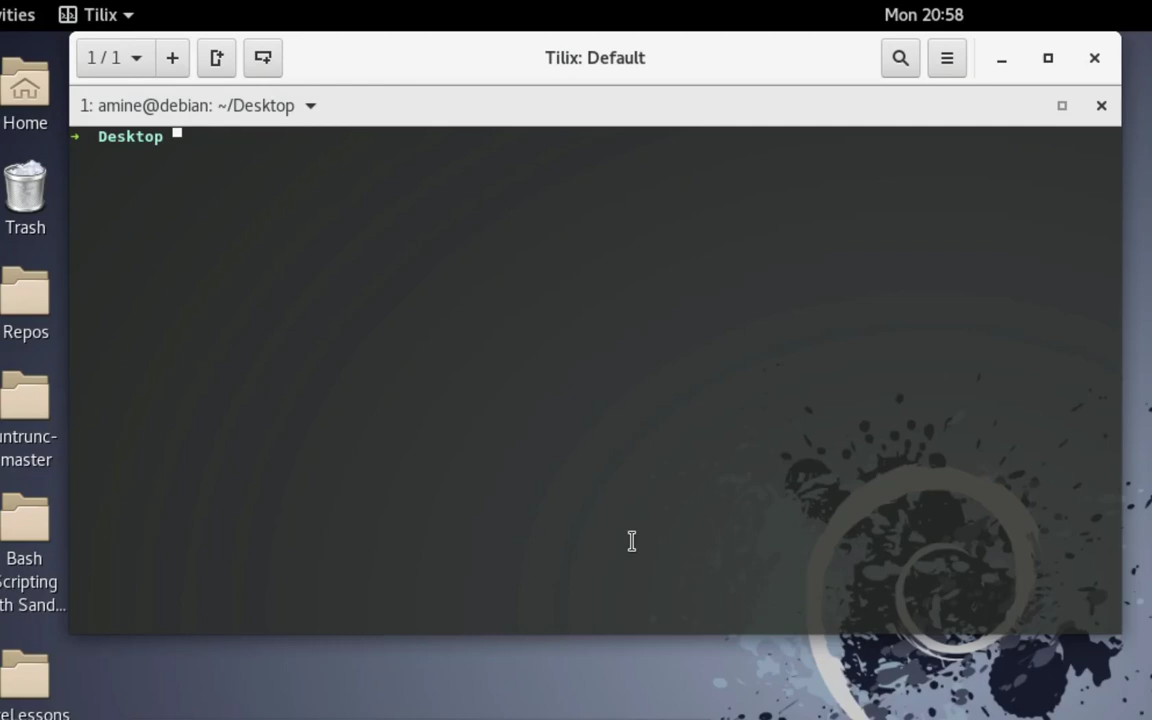 ities
Tilix
Mon 20:58
1 / 1
Tilix: Default
1: amine@debian: ~/Desktop
➜ Desktop
Home
Trash
Repos
untrunc-
master
Bash
Scripting
th Sand...
eLessons